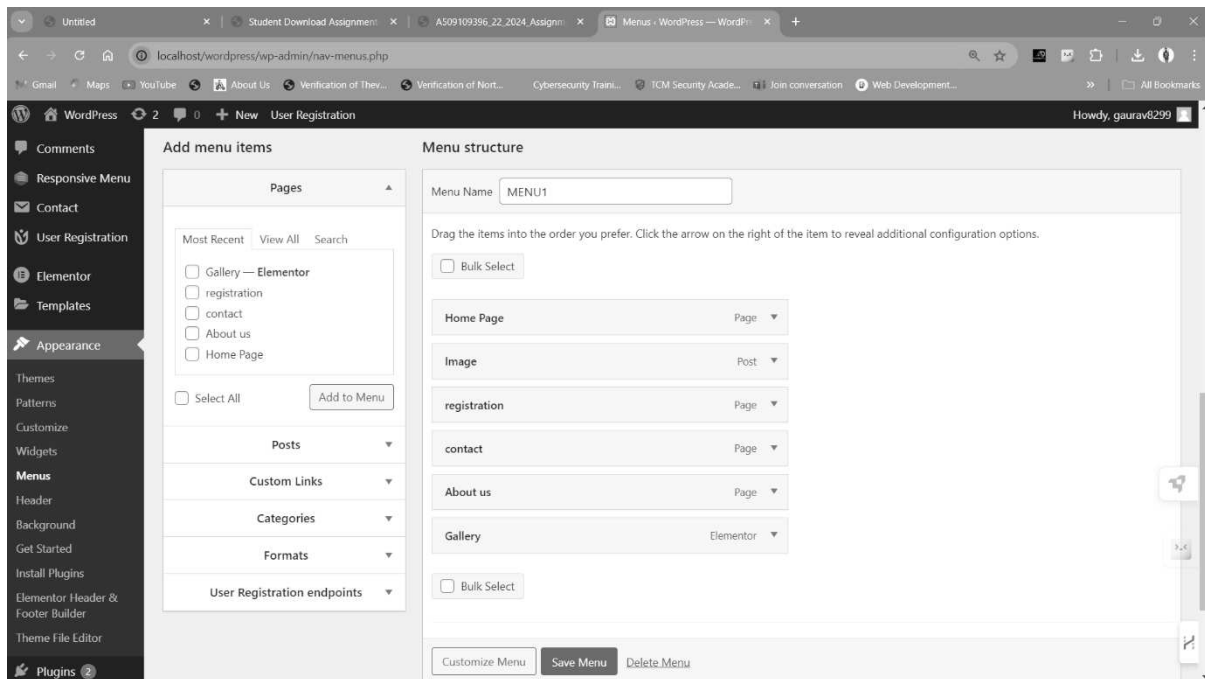 Untitled
Student Download Assignment
A509109396_22_2024_Assignm
Menus ‹ WordPress — WordPr
localhost/wordpress/wp-admin/nav-menus.php
Gmail
Maps
YouTube
About Us
Verification of Thev...
Verification of Nort...
Cybersecurity Traini...
TCM Security Acade...
Join conversation
Web Development...
»
All Bookmarks
WordPress
2
0
+ New
User Registration
Howdy, gaurav8299
Comments
Responsive Menu
Contact
User Registration
Elementor
Templates
Appearance
Themes
Patterns
Customize
Widgets
Menus
Header
Background
Get Started
Install Plugins
Elementor Header &
Footer Builder
Theme File Editor
Plugins 2
Add menu items
Pages
Most Recent View All Search
Gallery — Elementor
registration
contact
About us
Home Page
Select All
Add to Menu
Posts
Custom Links
Categories
Formats
User Registration endpoints
Menu structure
Menu Name MENU1
Drag the items into the order you prefer. Click the arrow on the right of the item to reveal additional configuration options.
Bulk Select
Home Page Page
Image Post
registration Page
contact Page
About us Page
Gallery Elementor
Bulk Select
Customize Menu Save Menu Delete Menu